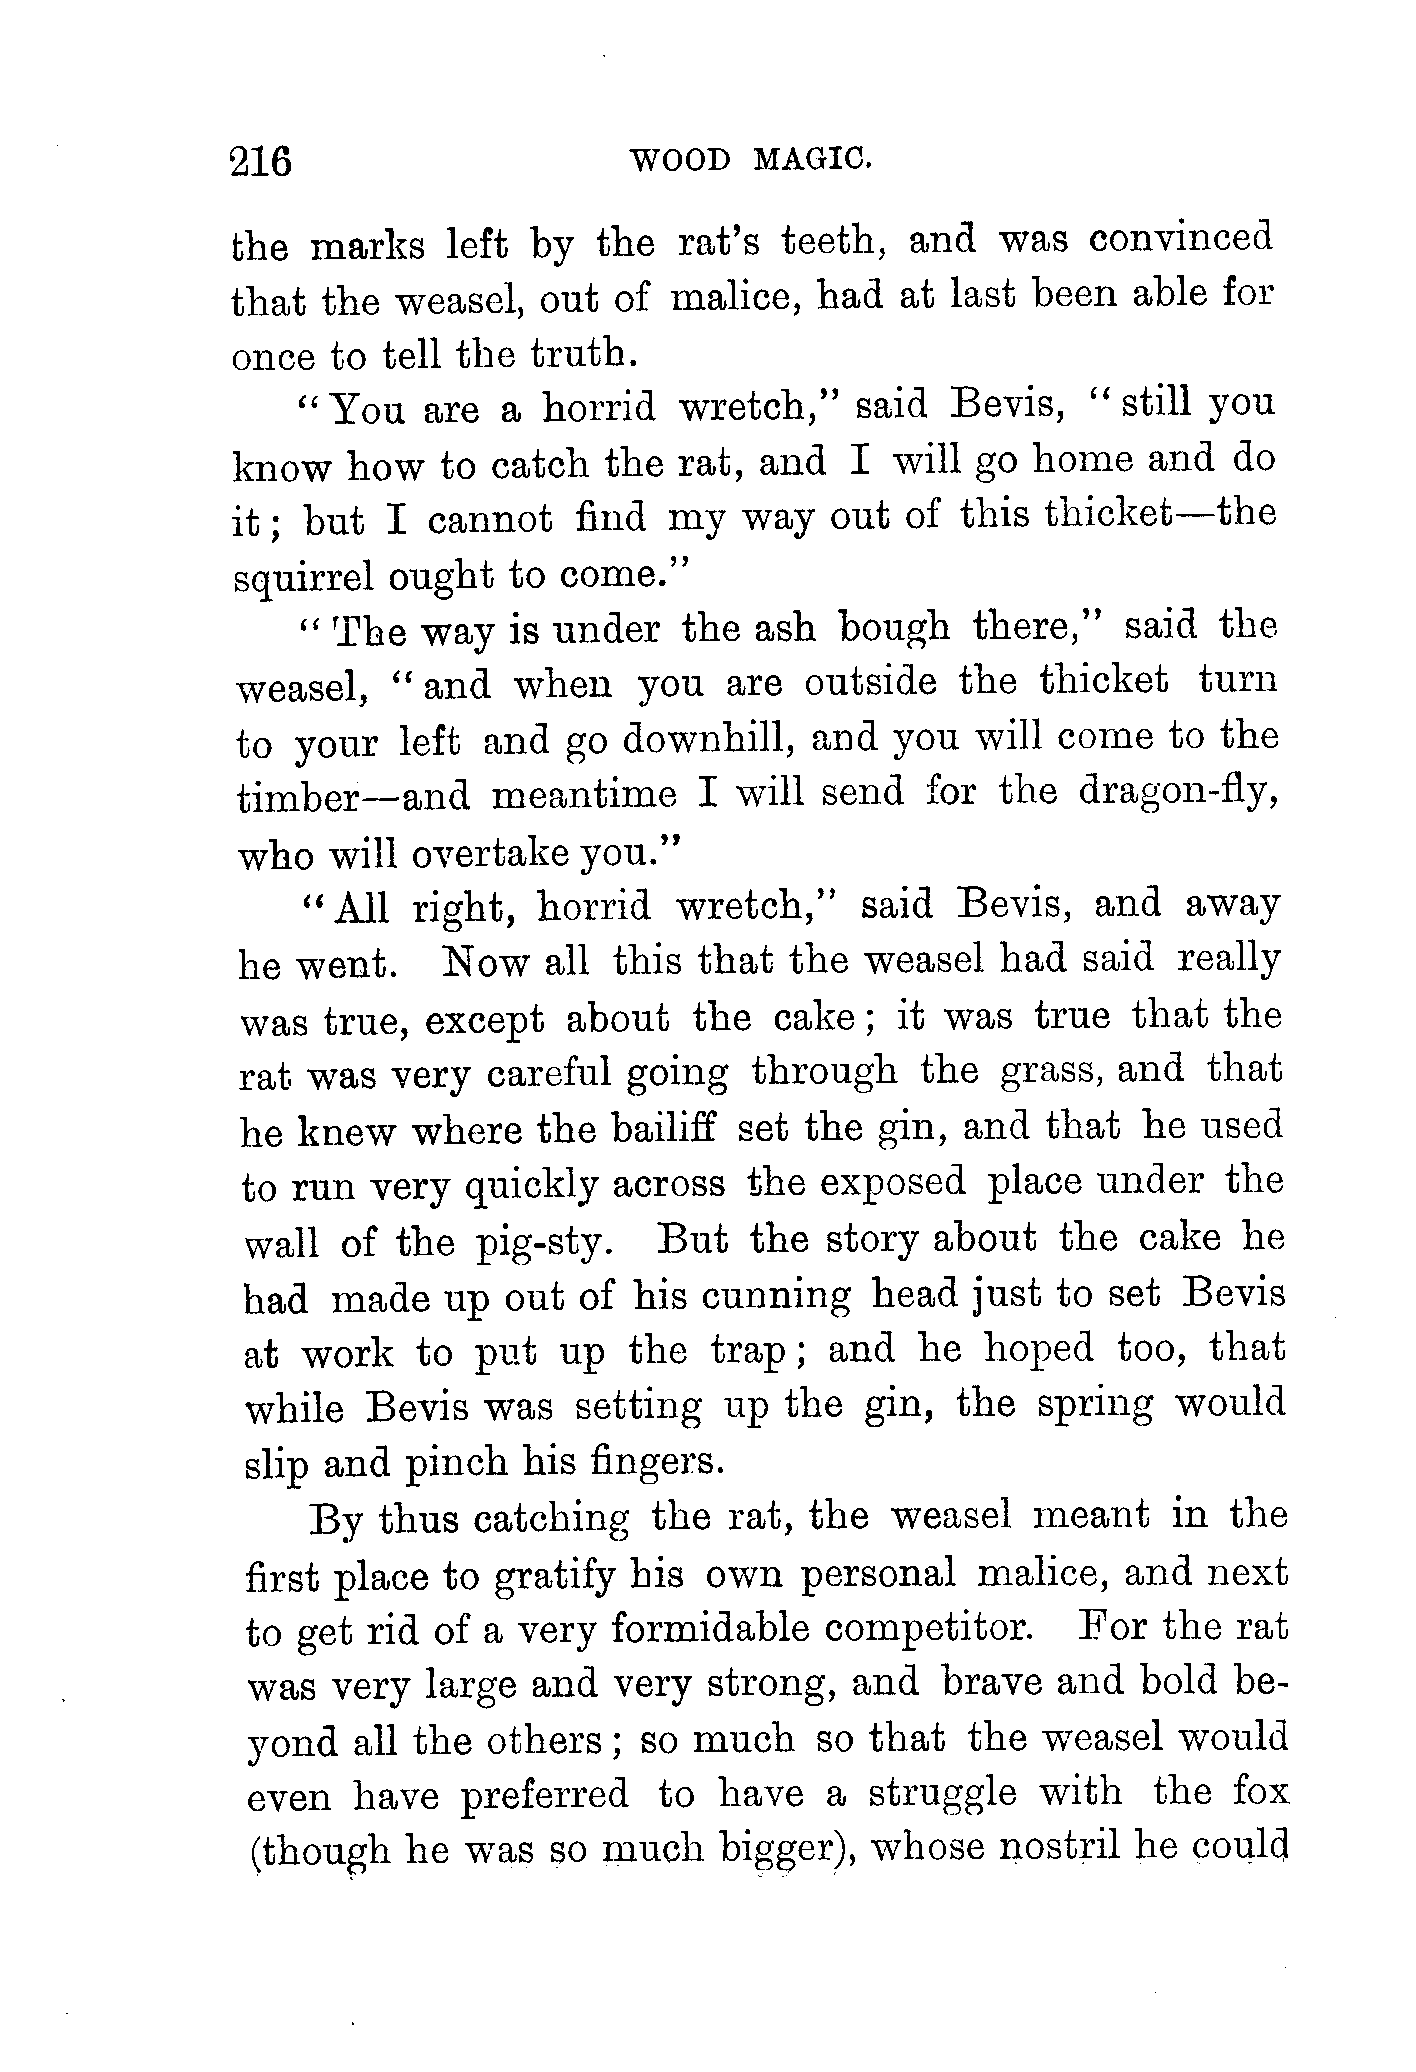 216 WOOD MAGIC.
the marks left by the rat's teeth, and was convinced
that the weasel, out of malice, had at last been able for
once to tell the truth.
"You are a horrid wretch," said Bevis, "still you
know how to catch the rat, and I will go home and do
it; but I cannot find my way out of this thicket—the
squirrel ought to come."
"The way is under the ash bough there," said the
weasel, "and when you are outside the thicket turn
to your left and go downhill, and you will come to the
timber—and meantime I will send for the dragon-fly,
who will overtake you."
"All right, horrid wretch," said Bevis, and away
he went. Now all this that the weasel had said really
was true, except about the cake; it was true that the
rat was very careful going through the grass, and that
he knew where the bailiff set the gin, and that he used
to run very quickly across the exposed place under the
wall of the pig-sty. But the story about the cake he
had made up out of his cunning head just to set Bevis
at work to put up the trap; and he hoped too, that
while Bevis was setting up the gin, the spring would
slip and pinch his fingers.
By thus catching the rat, the weasel meant in the
first place to gratify his own personal malice, and next
to get rid of a very formidable competitor. For the rat
was very large and very strong, and brave and bold be-
yond all the others; so much so that the weasel would
even have preferred to have a struggle with the fox
(though he was so much bigger), whose nostril he could